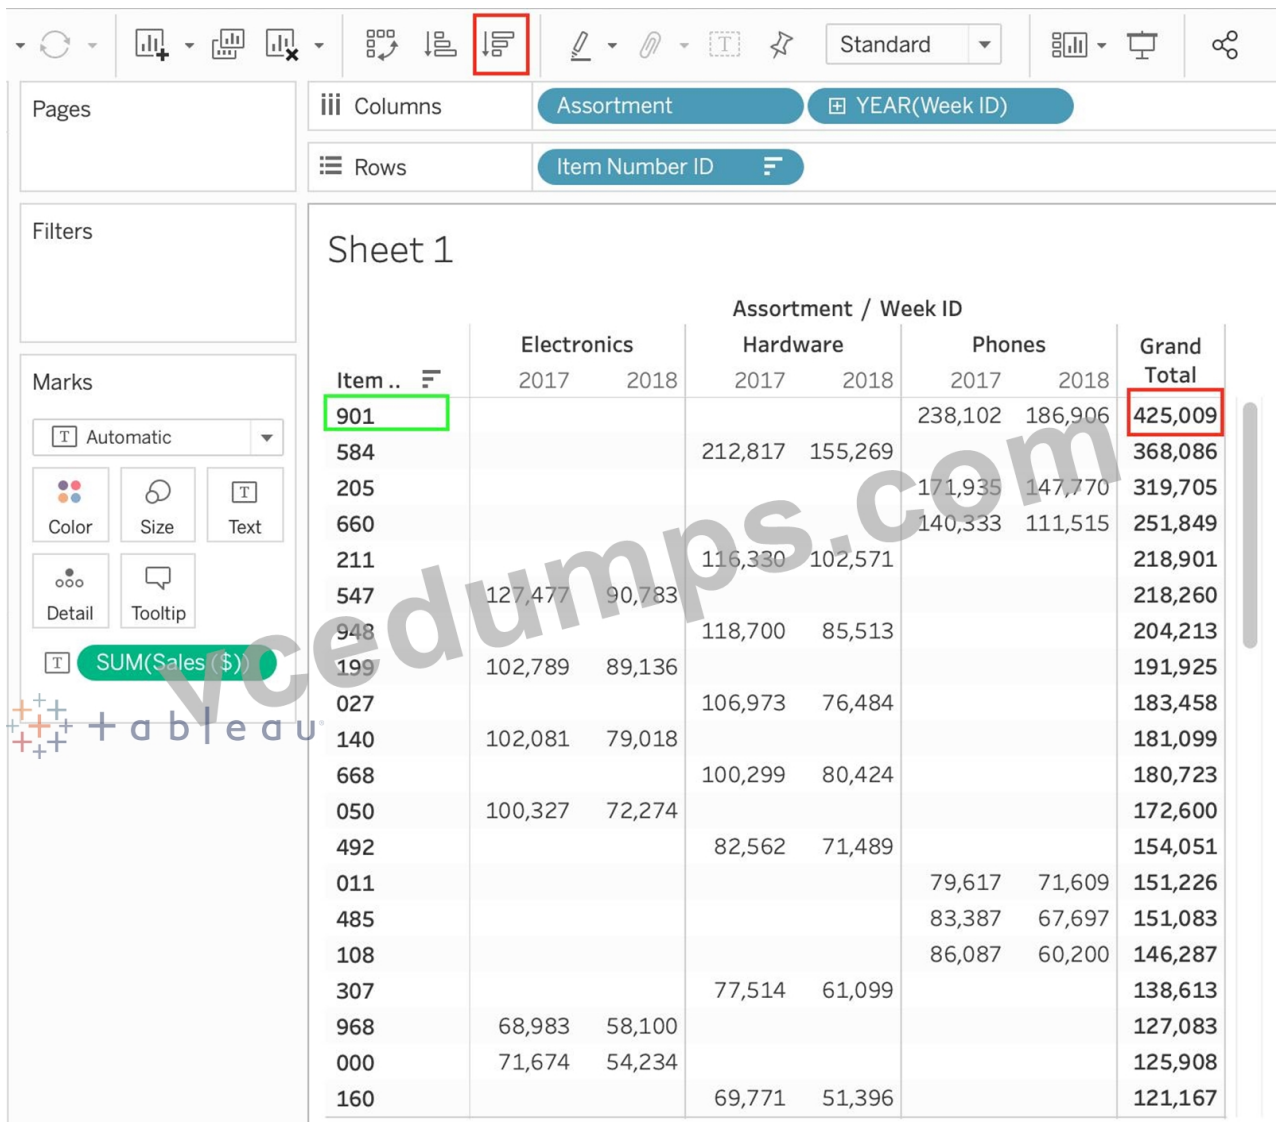 Standard
Pages
Columns
Assortment
YEAR(Week ID)
Rows
Item Number ID
Filters
Sheet 1
Assortment / Week ID
Electronics Hardware Phones Grand Total
Item .. 2017 2018 2017 2018 2017 2018
901 238,102 186,906 425,009
584 212,817 155,269 368,086
205 171,935 147,770 319,705
660 140,333 111,515 251,849
211 116,330 102,571 218,901
547 127,477 90,783 218,260
948 118,700 85,513 204,213
199 102,789 89,136 191,925
027 106,973 76,484 183,458
140 102,081 79,018 181,099
668 100,299 80,424 180,723
050 100,327 72,274 172,600
492 82,562 71,489 154,051
011 79,617 71,609 151,226
485 83,387 67,697 151,083
108 86,087 60,200 146,287
307 77,514 61,099 138,613
968 68,983 58,100 127,083
000 71,674 54,234 125,908
160 69,771 51,396 121,167
Marks
T Automatic
Color Size Text
Detail Tooltip
T SUM(Sales ($))
+ableau
vcedumps.com